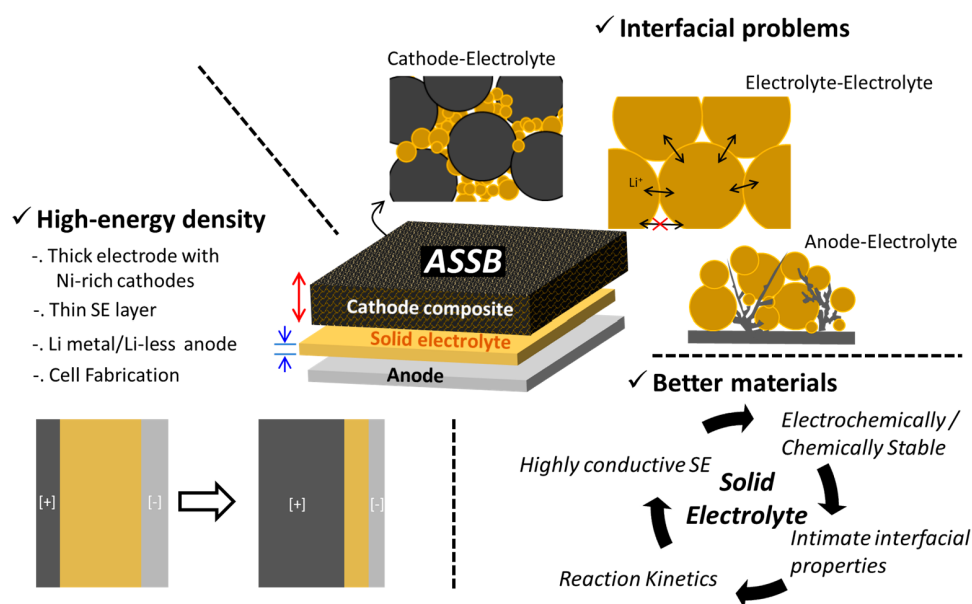 ✓ Interfacial problems
Cathode-Electrolyte
Electrolyte-Electrolyte
Li⁺
Anode-Electrolyte
✓ High-energy density
-. Thick electrode with
Ni-rich cathodes
-. Thin SE layer
-. Li metal/Li-less anode
-. Cell Fabrication
ASSB
Cathode composite
Solid electrolyte
Anode
[+]
[-]
[+]
[-]
✓ Better materials
Electrochemically /
Chemically Stable
Highly conductive SE
Solid
Electrolyte
Intimate interfacial
properties
Reaction Kinetics